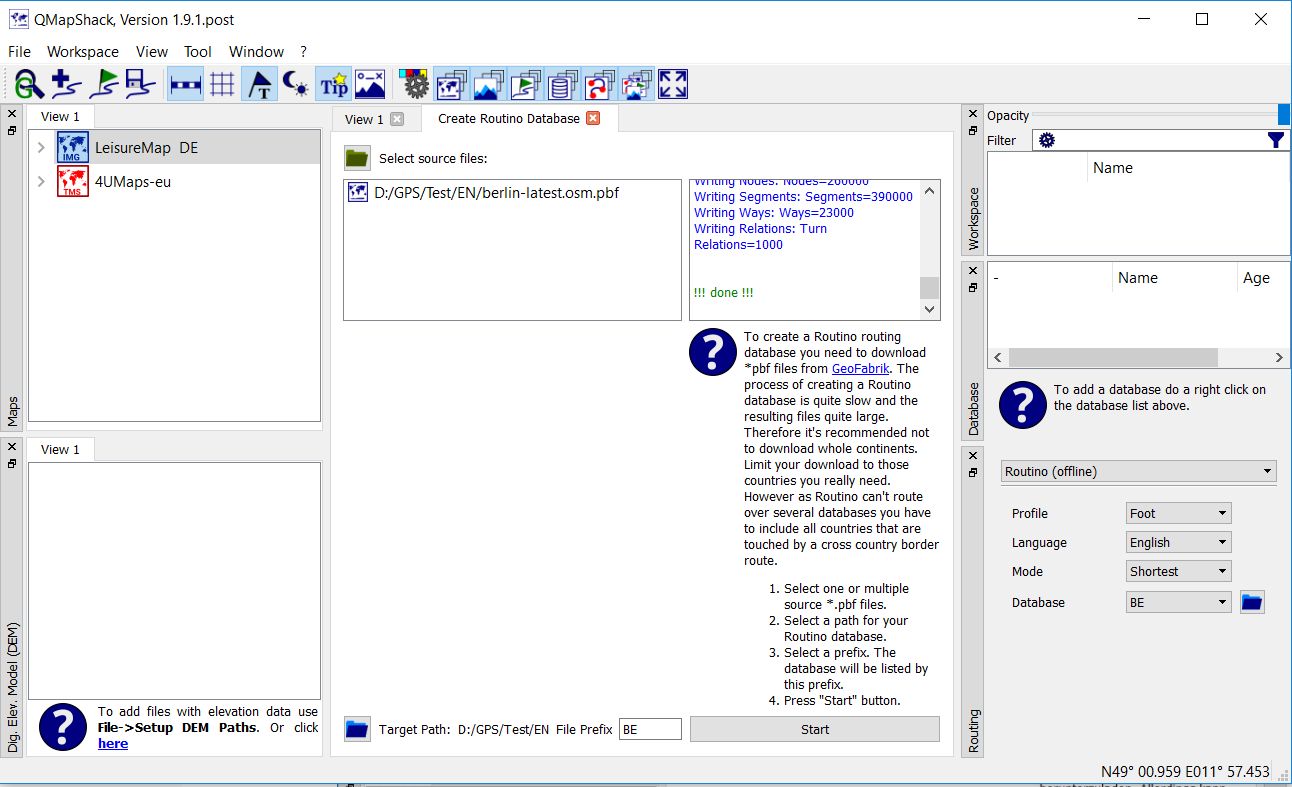 QMapShack, Version 1.9.1.post
File Workspace View Tool Window ?
Tip
View 1
IMG
LeisureMap DE
TMS
4UMaps-eu
Maps
View 1
Dig. Elev. Model (DEM)
To add files with elevation data use
File->Setup DEM Paths. Or click
here
View 1
Create Routino Database
Select source files:
D:/GPS/Test/EN/berlin-latest.osm.pbf
Writing Nodes: Nodes=260000
Writing Segments: Segments=390000
Writing Ways: Ways=23000
Writing Relations: Turn
Relations=1000
!!! done !!!
To create a Routino routing
database you need to download
*pbf files from GeoFabrik. The
process of creating a Routino
database is quite slow and the
resulting files quite large.
Therefore it's recommended not
to download whole continents.
Limit your download to those
countries you really need.
However as Routino can't route
over several databases you have
to include all countries that are
touched by a cross country border
route.
1. Select one or multiple
source *.pbf files.
2. Select a path for your
Routino database.
3. Select a prefix. The
database will be listed by
this prefix.
4. Press "Start" button.
Target Path: D:/GPS/Test/EN File Prefix BE
Start
Opacity
Filter
Name
Workspace
- Name Age
Database
To add a database do a right click on
the database list above.
Routino (offline)
Profile Foot
Language English
Mode Shortest
Database BE
Routing
N49° 00.959 E011° 57.453